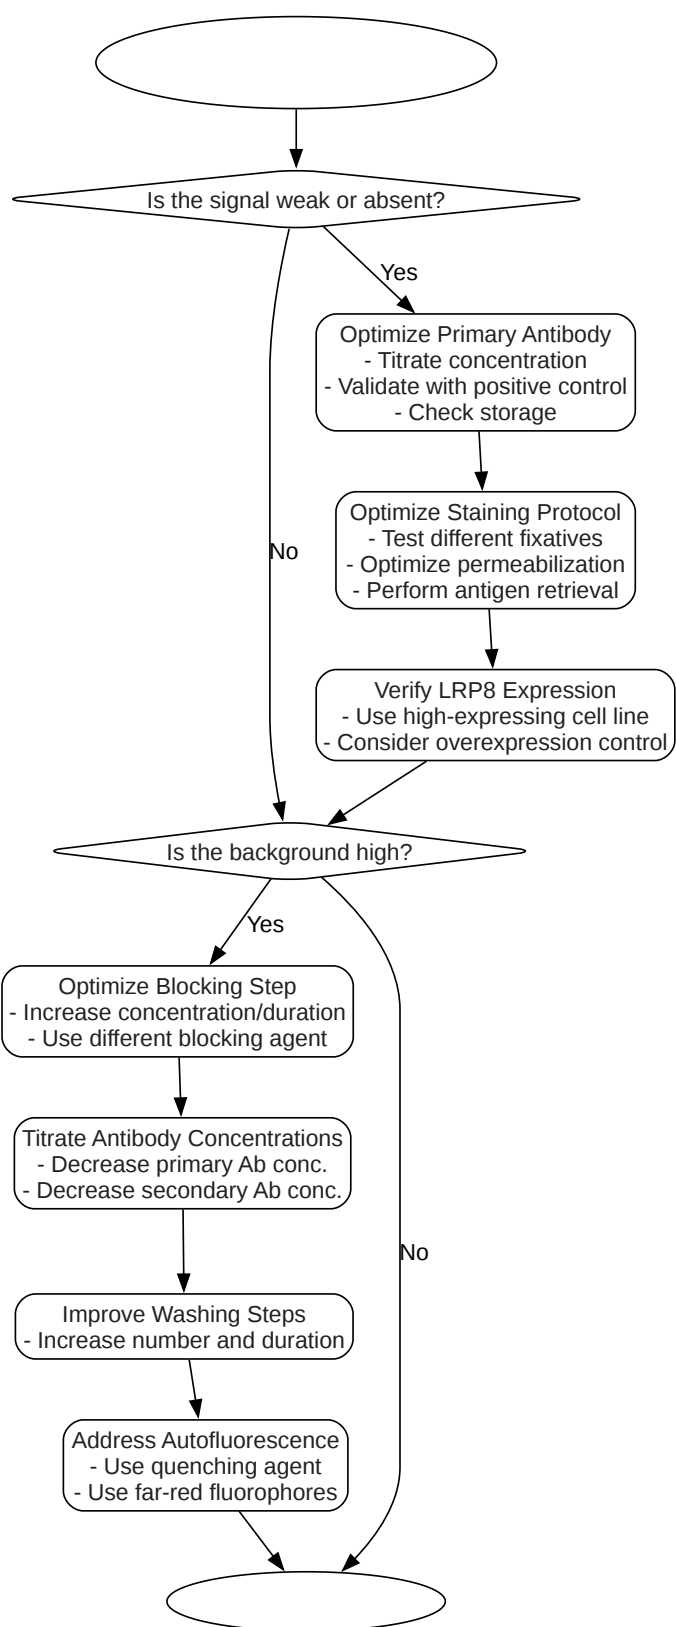 Is the signal weak or absent?
Yes
Optimize Primary Antibody
- Titrate concentration
- Validate with positive control
- Check storage
Optimize Staining Protocol
- Test different fixatives
- Optimize permeabilization
- Perform antigen retrieval
No
Verify LRP8 Expression
- Use high-expressing cell line
- Consider overexpression control
Is the background high?
Yes
Optimize Blocking Step
- Increase concentration/duration
- Use different blocking agent
Titrate Antibody Concentrations
- Decrease primary Ab conc.
- Decrease secondary Ab conc.
No
Improve Washing Steps
- Increase number and duration
Address Autofluorescence
- Use quenching agent
- Use far-red fluorophores